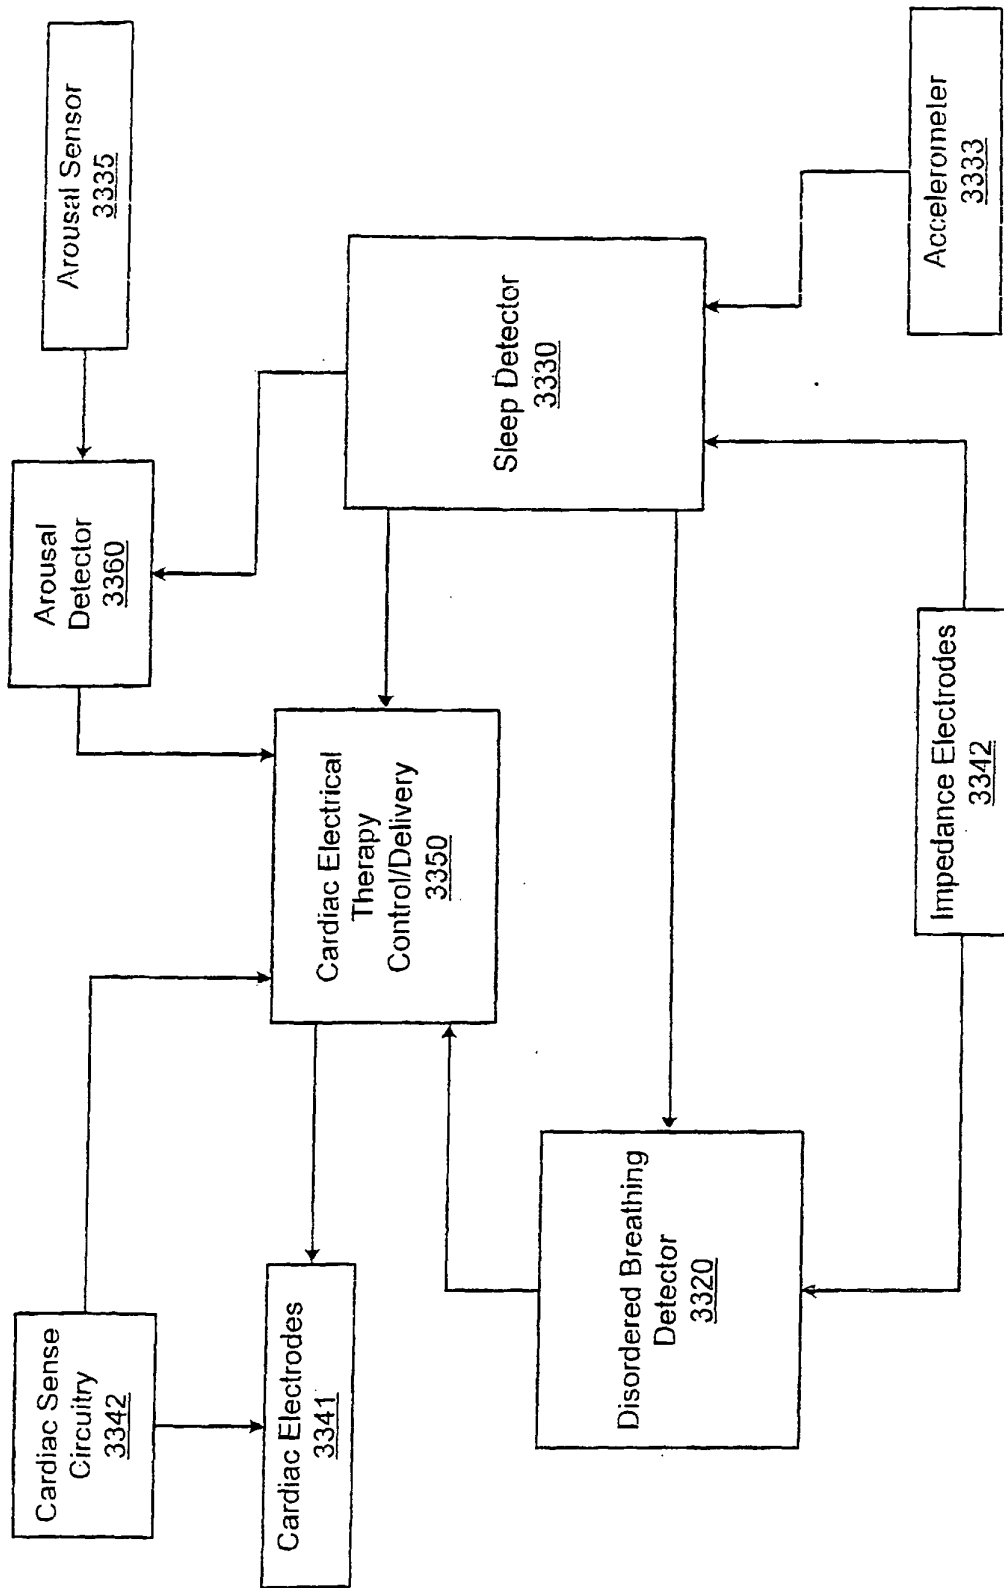 Cardiac Sense
Circuitry
3342
Cardiac Electrodes
3341
Arousal
Detector
3360
Arousal Sensor
3335
Cardiac Electrical
Therapy
Control/Delivery
3350
Sleep Detector
3330
Disordered Breathing
Detector
3320
Impedance Electrodes
3342
Accelerometer
3333